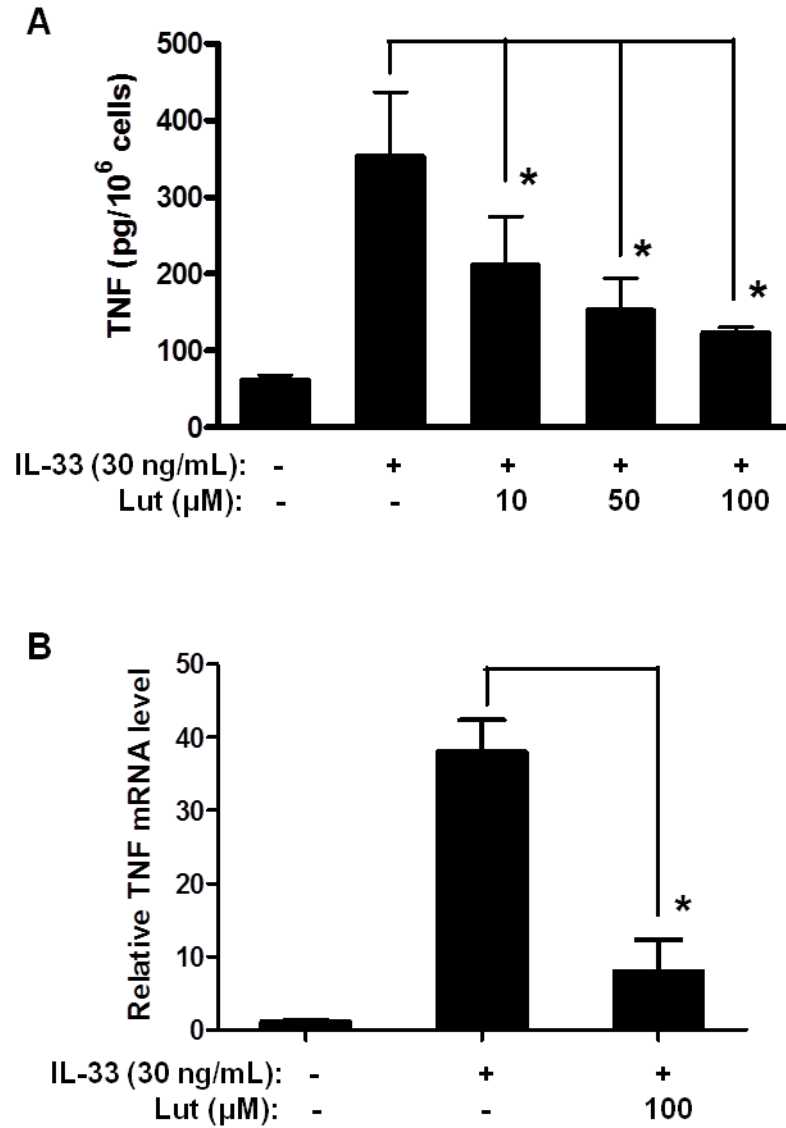 A
TNF (pg/10⁶ cells)
500
400
300
200
100
0
*
*
*
IL-33 (30 ng/mL): - + + + +
Lut (µM): - - 10 50 100
B
Relative TNF mRNA level
50
40
30
20
10
0
*
IL-33 (30 ng/mL): - + +
Lut (µM): - - 100